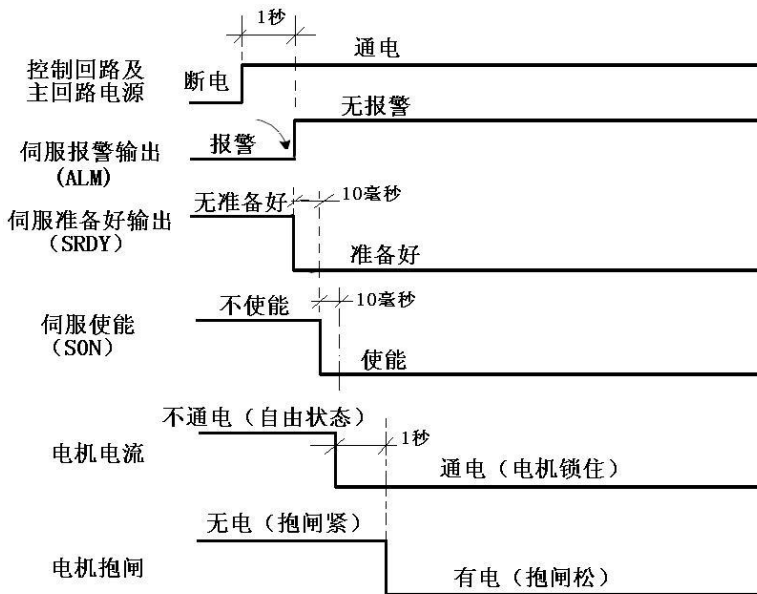 1秒
通电
控制回路及
主回路电源
断电
无报警
报警
伺服报警输出
(ALM)
无准备好
10毫秒
伺服准备好输出
（SRDY）
准备好
不使能
10毫秒
伺服使能
（SON）
使能
不通电（自由状态）
1秒
电机电流
通电（电机锁住）
无电（抱闸紧）
电机抱闸
有电（抱闸松）